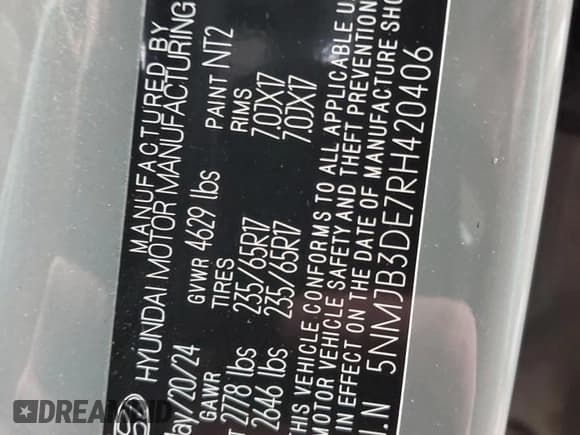 MANUFACTURED BY
HYUNDAI MOTOR MANUFACTURING
May/20/24 GVWR 4629 lbs PAINT NT2
GAWR TIRES RIMS
2778 lbs 235/65R17 7.0JX17
2646 lbs 235/65R17 7.0JX17
THIS VEHICLE CONFORMS TO ALL APPLICABLE U
MOTOR VEHICLE SAFETY AND THEFT PREVENTION
IN EFFECT ON THE DATE OF MANUFACTURE SHO
I.N 5NMJB3DE7RH420406
DREAMBID